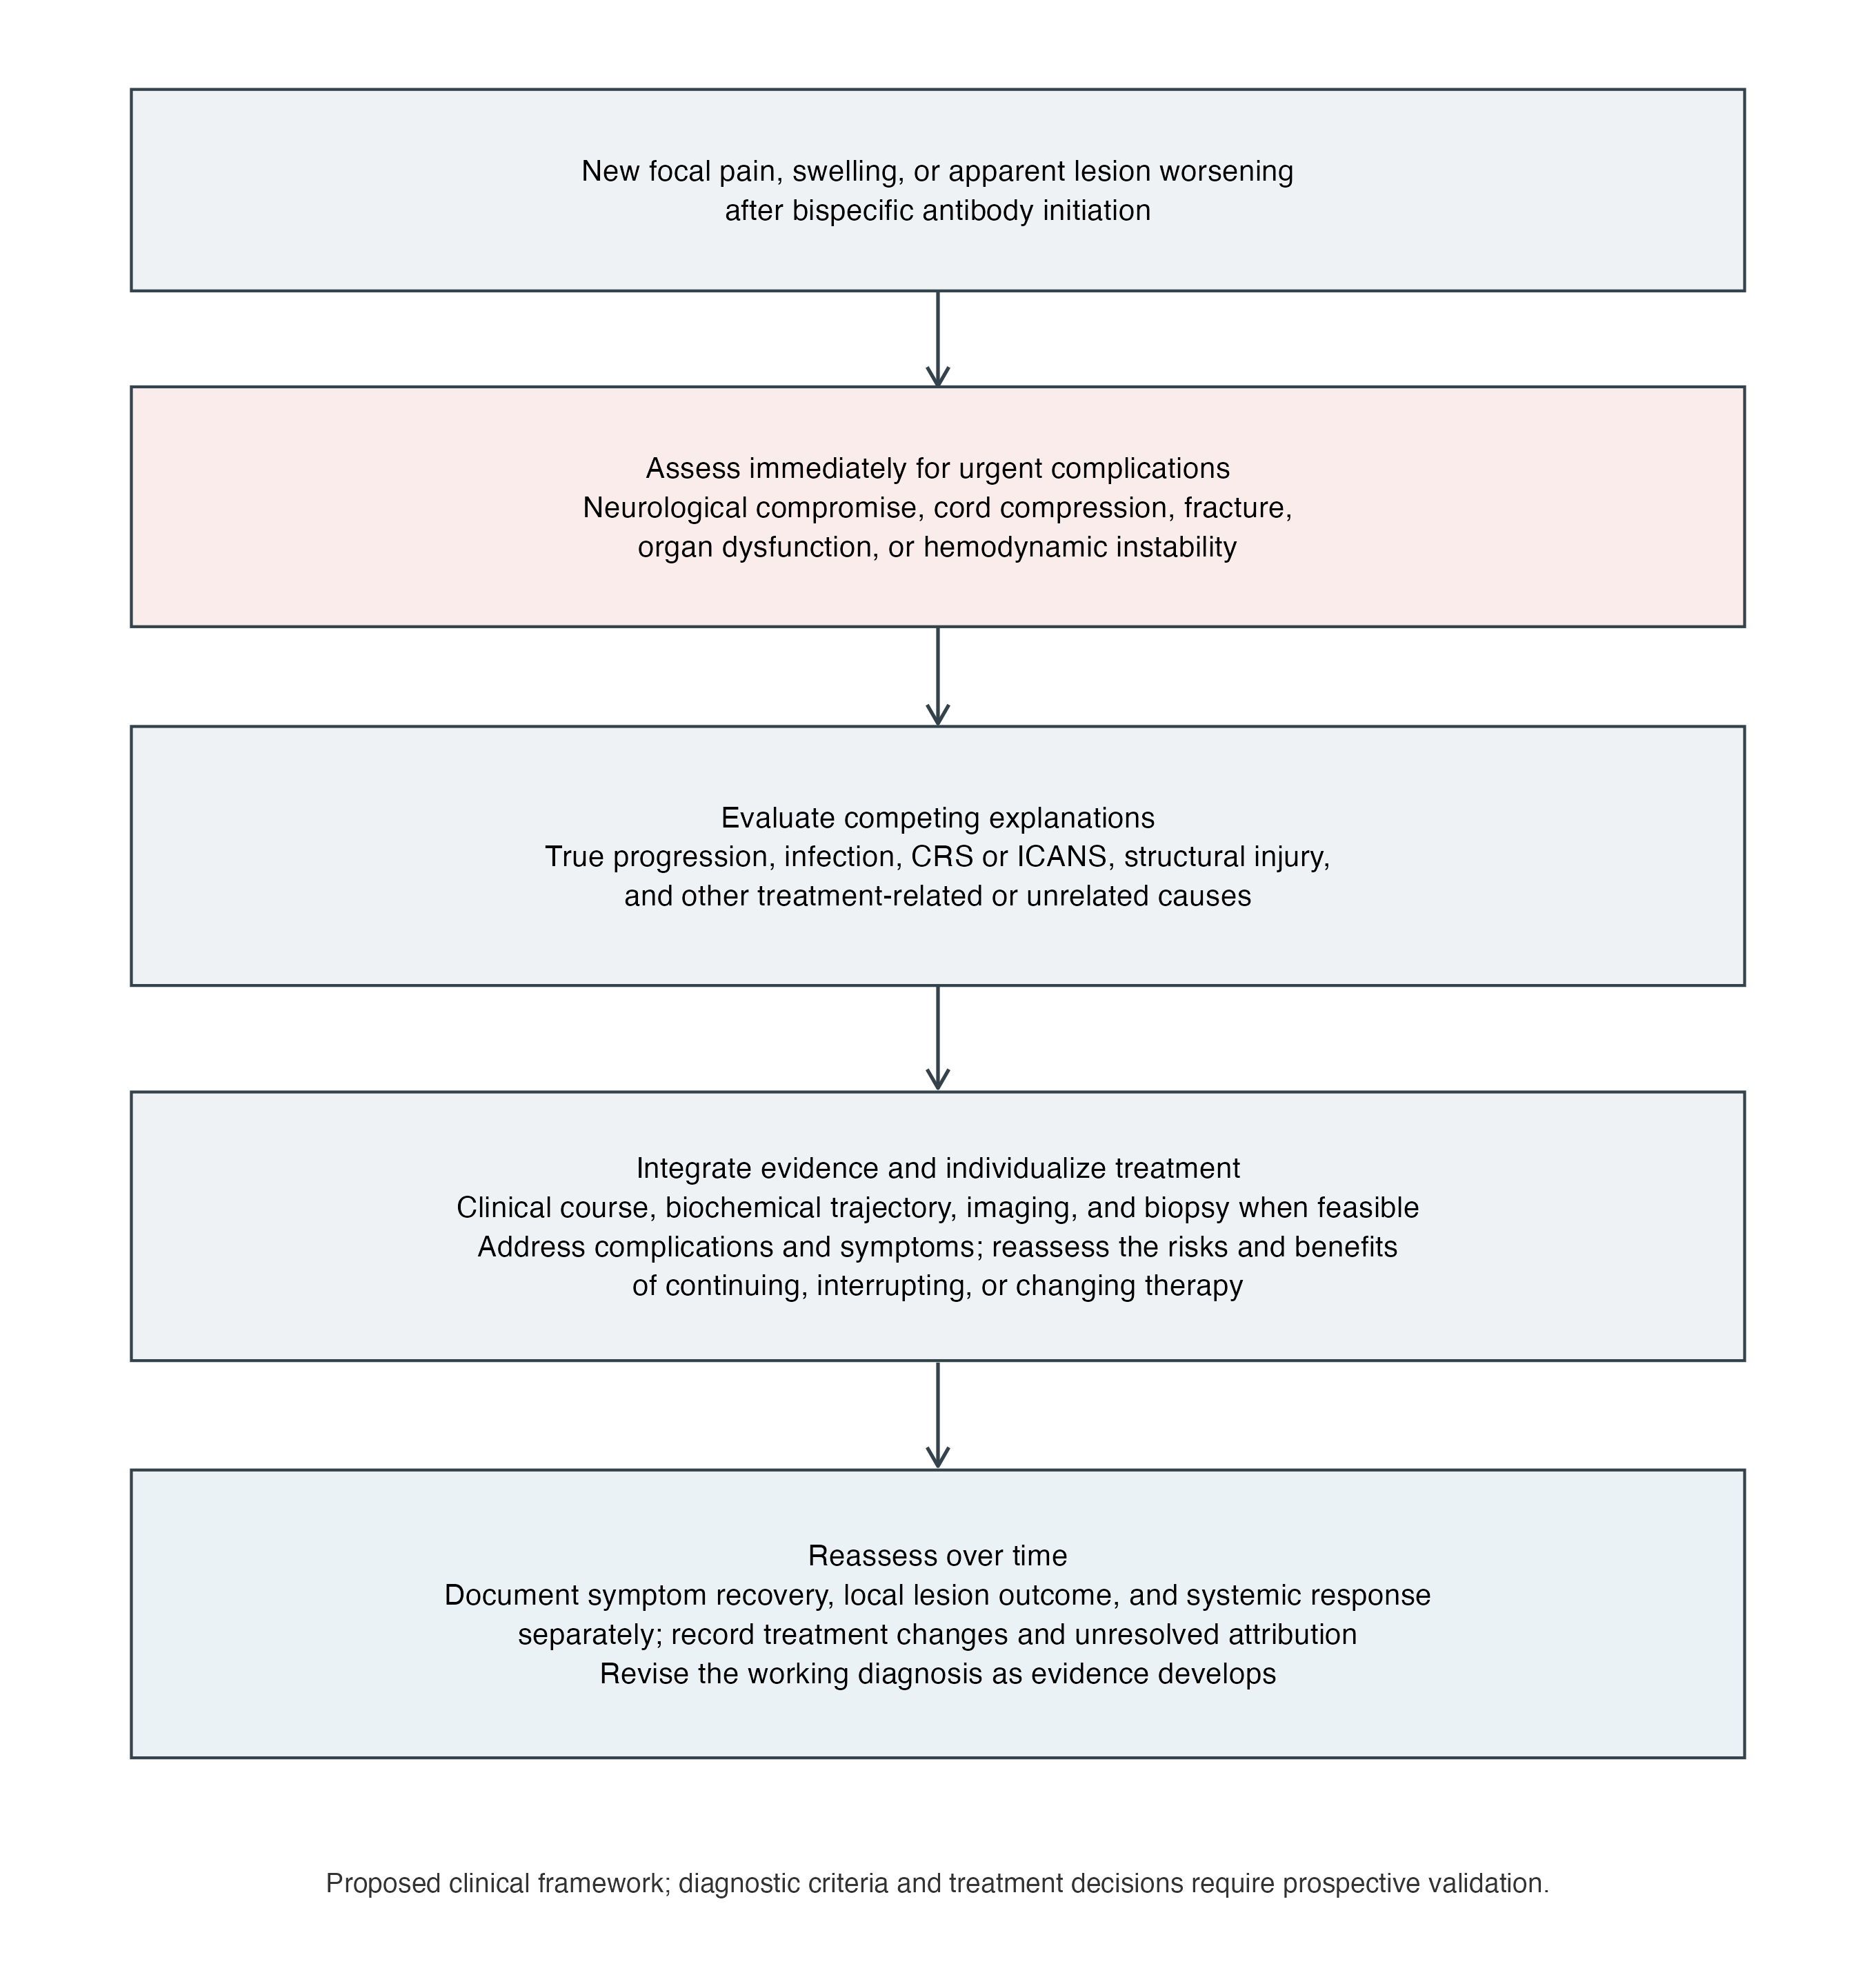 New focal pain, swelling, or apparent lesion worsening
after bispecific antibody initiation
Assess immediately for urgent complications
Neurological compromise, cord compression, fracture,
organ dysfunction, or hemodynamic instability
Evaluate competing explanations
True progression, infection, CRS or ICANS, structural injury,
and other treatment-related or unrelated causes
Integrate evidence and individualize treatment
Clinical course, biochemical trajectory, imaging, and biopsy when feasible
Address complications and symptoms; reassess the risks and benefits
of continuing, interrupting, or changing therapy
Reassess over time
Document symptom recovery, local lesion outcome, and systemic response
separately; record treatment changes and unresolved attribution
Revise the working diagnosis as evidence develops
Proposed clinical framework; diagnostic criteria and treatment decisions require prospective validation.